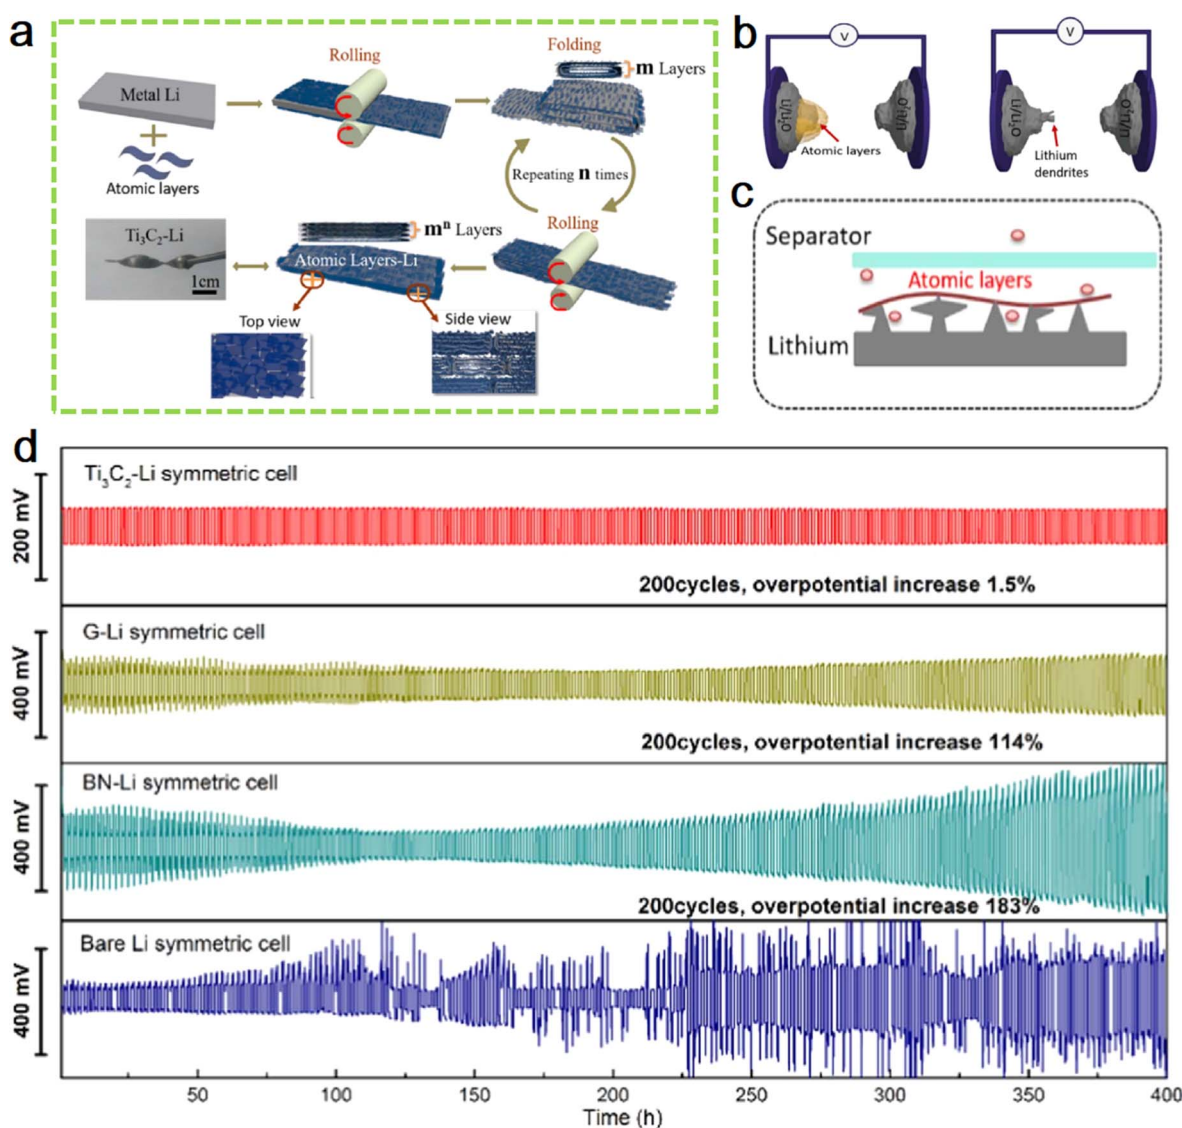 a
Metal Li
Atomic layers
Rolling
Folding
m Layers
Repeating n times
Rolling
mⁿ Layers
Atomic Layers-Li
Ti₃C₂-Li
1cm
Top view
Side view
b
V
Li/Li₂O
Li/Li₂O
Atomic layers
V
Li/Li₂O
Li/Li₂O
Lithium
dendrites
c
Separator
Atomic layers
Lithium
d
Ti₃C₂-Li symmetric cell
200 mV
200cycles, overpotential increase 1.5%
G-Li symmetric cell
400 mV
200cycles, overpotential increase 114%
BN-Li symmetric cell
400 mV
200cycles, overpotential increase 183%
Bare Li symmetric cell
400 mV
50 100 150 200 250 300 350 400
Time (h)